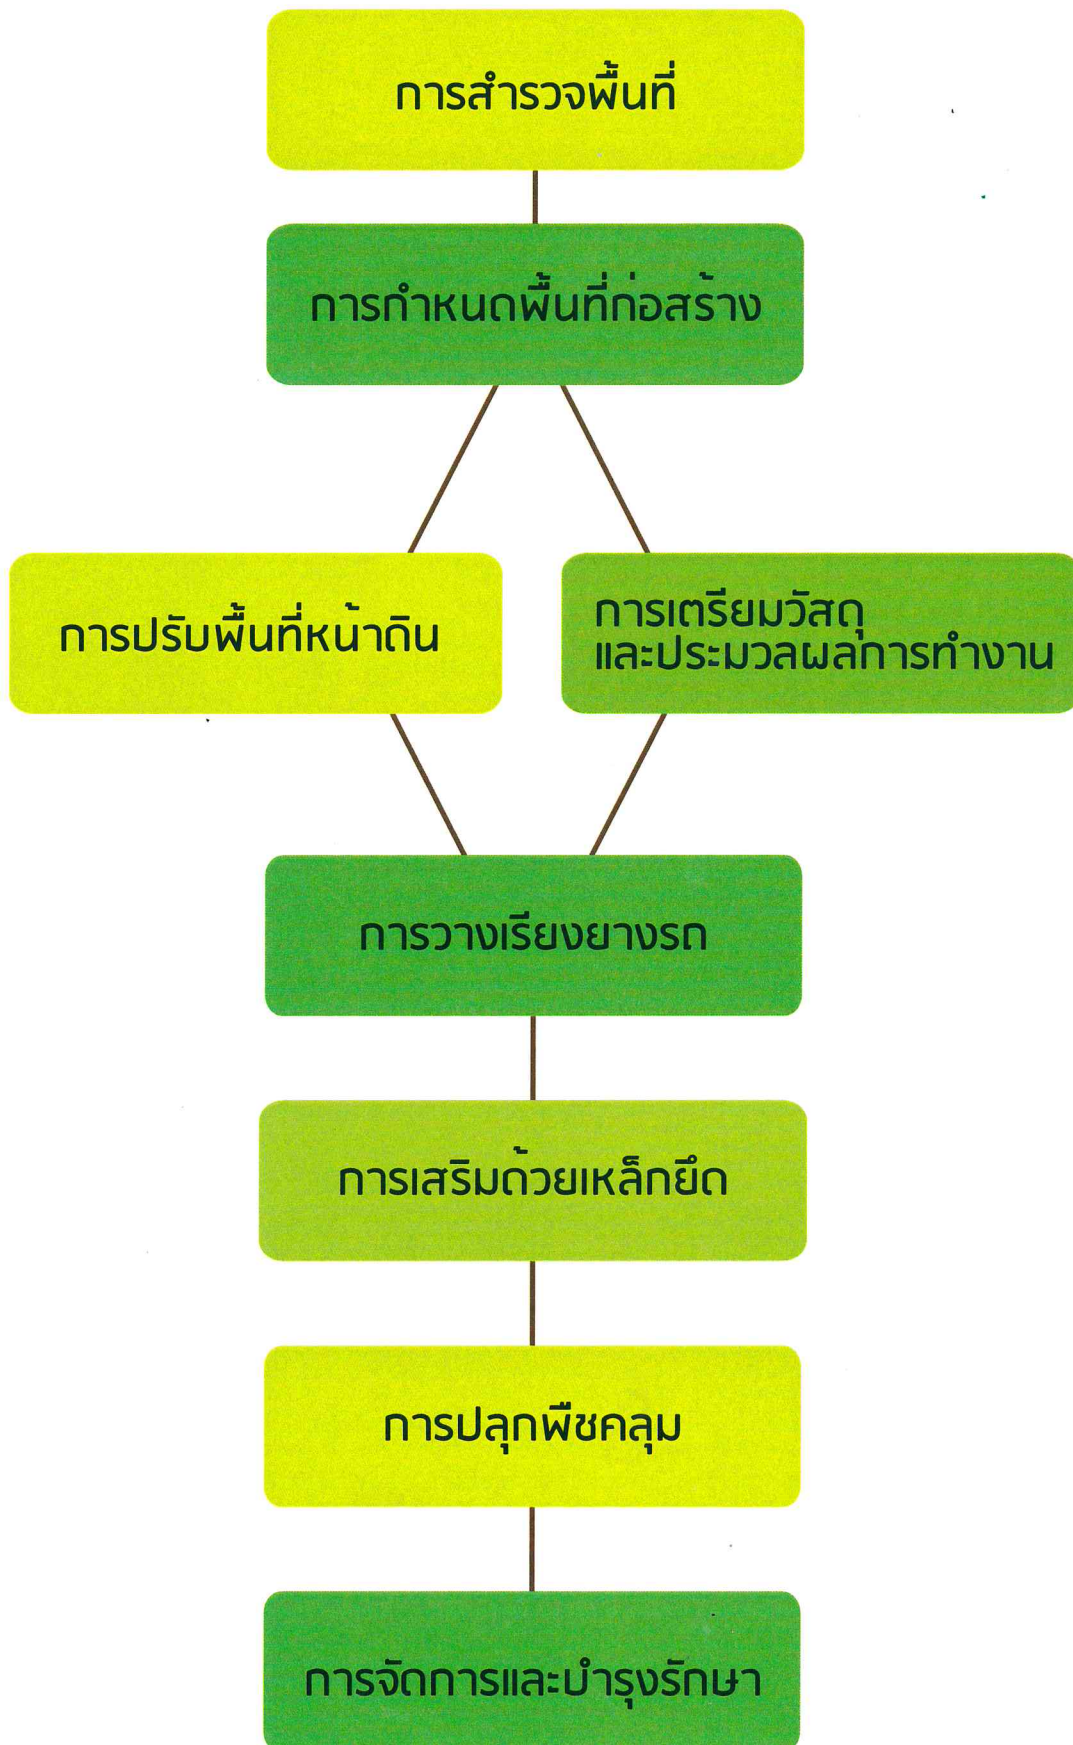 การสำรวจพื้นที่
การกำหนดพื้นที่ก่อสร้าง
การปรับพื้นที่หน้าดิน
การเตรียมวัสดุ
และประมวลผลการทำงาน
การวางเรียงยางรถ
การเสริมด้วยเหล็กยึด
การปลุกพืชคลุม
การจัดการและบำรุงรักษา